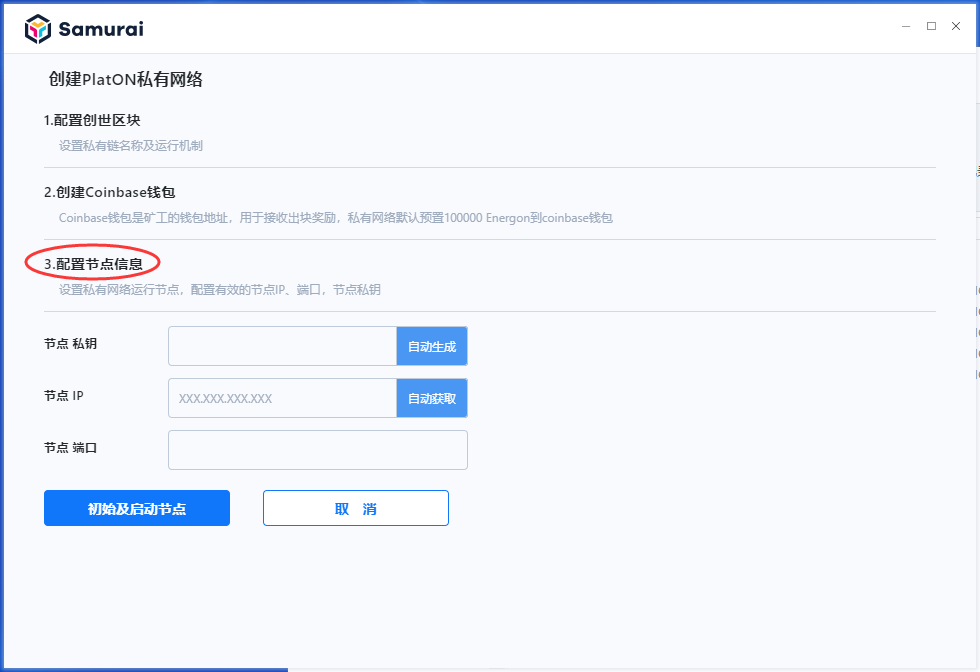 Samurai
创建PlatON私有网络
1.配置创世区块
设置私有链名称及运行机制
2.创建Coinbase钱包
Coinbase钱包是矿工的钱包地址，用于接收出块奖励，私有网络默认预置100000 Energon到coinbase钱包
3.配置节点信息
设置私有网络运行节点，配置有效的节点IP、端口，节点私钥
节点 私钥
自动生成
节点 IP
XXX.XXX.XXX.XXX
自动获取
节点 端口
初始及启动节点
取 消